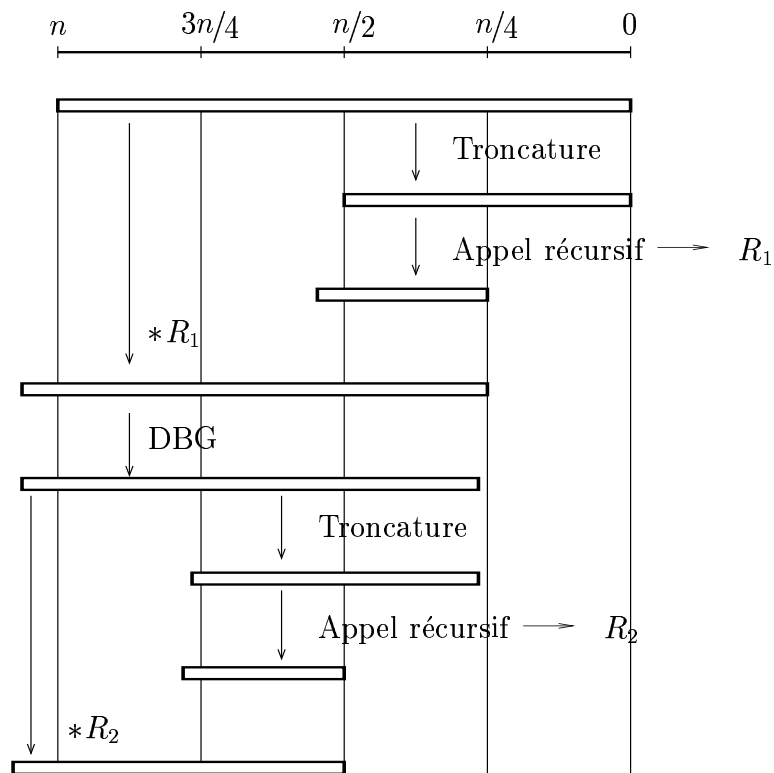 n 3n/4 n/2 n/4 0
Troncature
Appel récursif R₁
*R₁
DBG
Troncature
Appel récursif R₂
*R₂